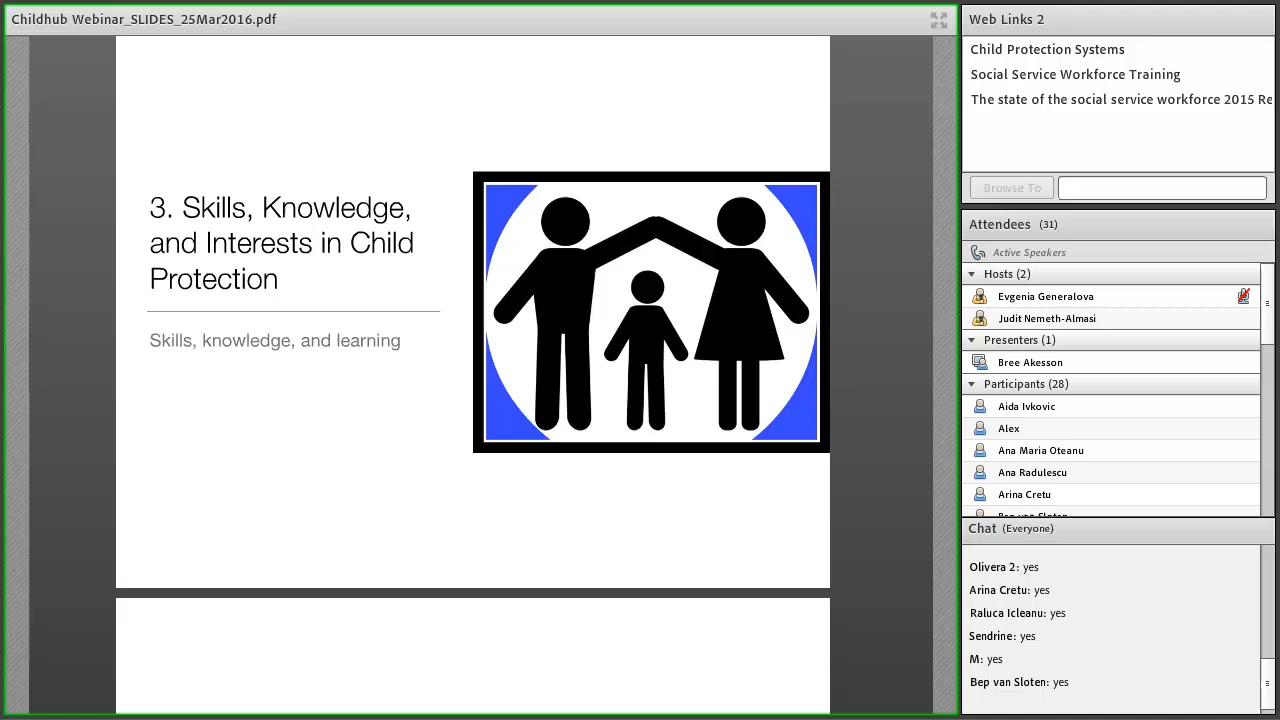 Childhub Webinar_SLIDES_25Mar2016.pdf
3. Skills, Knowledge,
and Interests in Child
Protection
Skills, knowledge, and learning
Web Links 2
Child Protection Systems
Social Service Workforce Training
The state of the social service workforce 2015 Re
Browse To
Attendees (31)
Active Speakers
Hosts (2)
Evgenia Generalova
Judit Nemeth-Almasi
Presenters (1)
Bree Akesson
Participants (28)
Aida Ivkovic
Alex
Ana Maria Oteanu
Ana Radulescu
Arina Cretu
Bep van Sloten
Chat (Everyone)
Olivera 2: yes
Arina Cretu: yes
Raluca Icleanu: yes
Sendrine: yes
M: yes
Bep van Sloten: yes